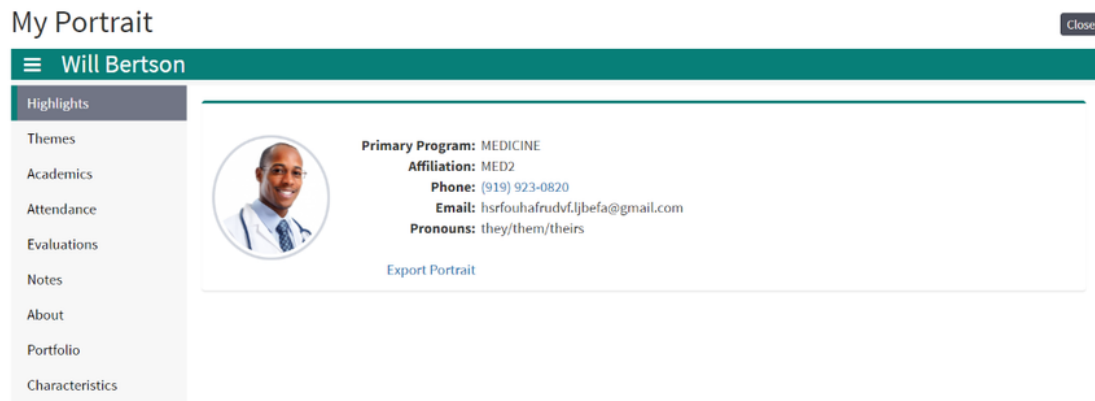 My Portrait
Close
Will Bertson
Highlights
Themes
Academics
Attendance
Evaluations
Notes
About
Portfolio
Characteristics
Primary Program: MEDICINE
Affiliation: MED2
Phone: (919) 923-0820
Email: hsrfouhafrudvf.ljbefa@gmail.com
Pronouns: they/them/theirs
Export Portrait